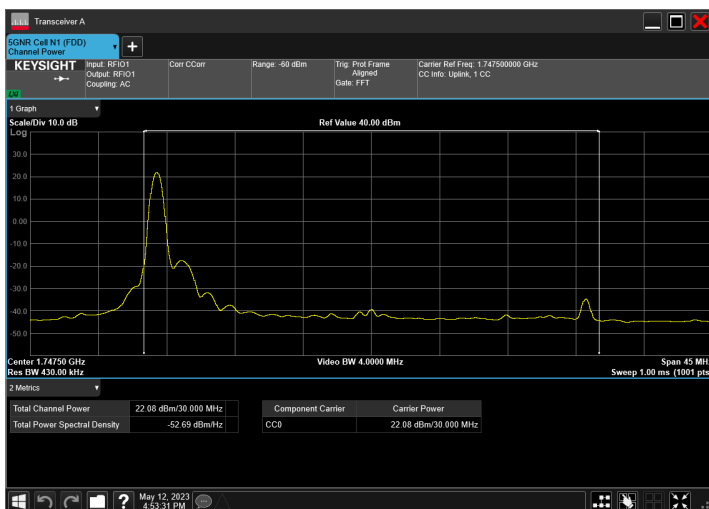 Transceiver A
5GNR Cell N1 (FDD)
Channel Power
KEYSIGHT
LXI
Input: RFIO1
Output: RFIO1
Coupling: AC
Corr CCorr
Range: -60 dBm
Trig: Prot Frame
Aligned
Gate: FFT
Carrier Ref Freq: 1.747500000 GHz
CC Info: Uplink, 1 CC
1 Graph
Scale/Div 10.0 dB
Ref Value 40.00 dBm
Log
30.0
20.0
10.0
0.00
-10.0
-20.0
-30.0
-40.0
-50.0
Center 1.74750 GHz
Video BW 4.0000 MHz
Span 45 MH
Res BW 430.00 kHz
Sweep 1.00 ms (1001 pts
2 Metrics
Total Channel Power 22.08 dBm/30.000 MHz
Total Power Spectral Density -52.69 dBm/Hz
Component Carrier Carrier Power
CC0 22.08 dBm/30.000 MHz
?
May 12, 2023
4:53:31 PM